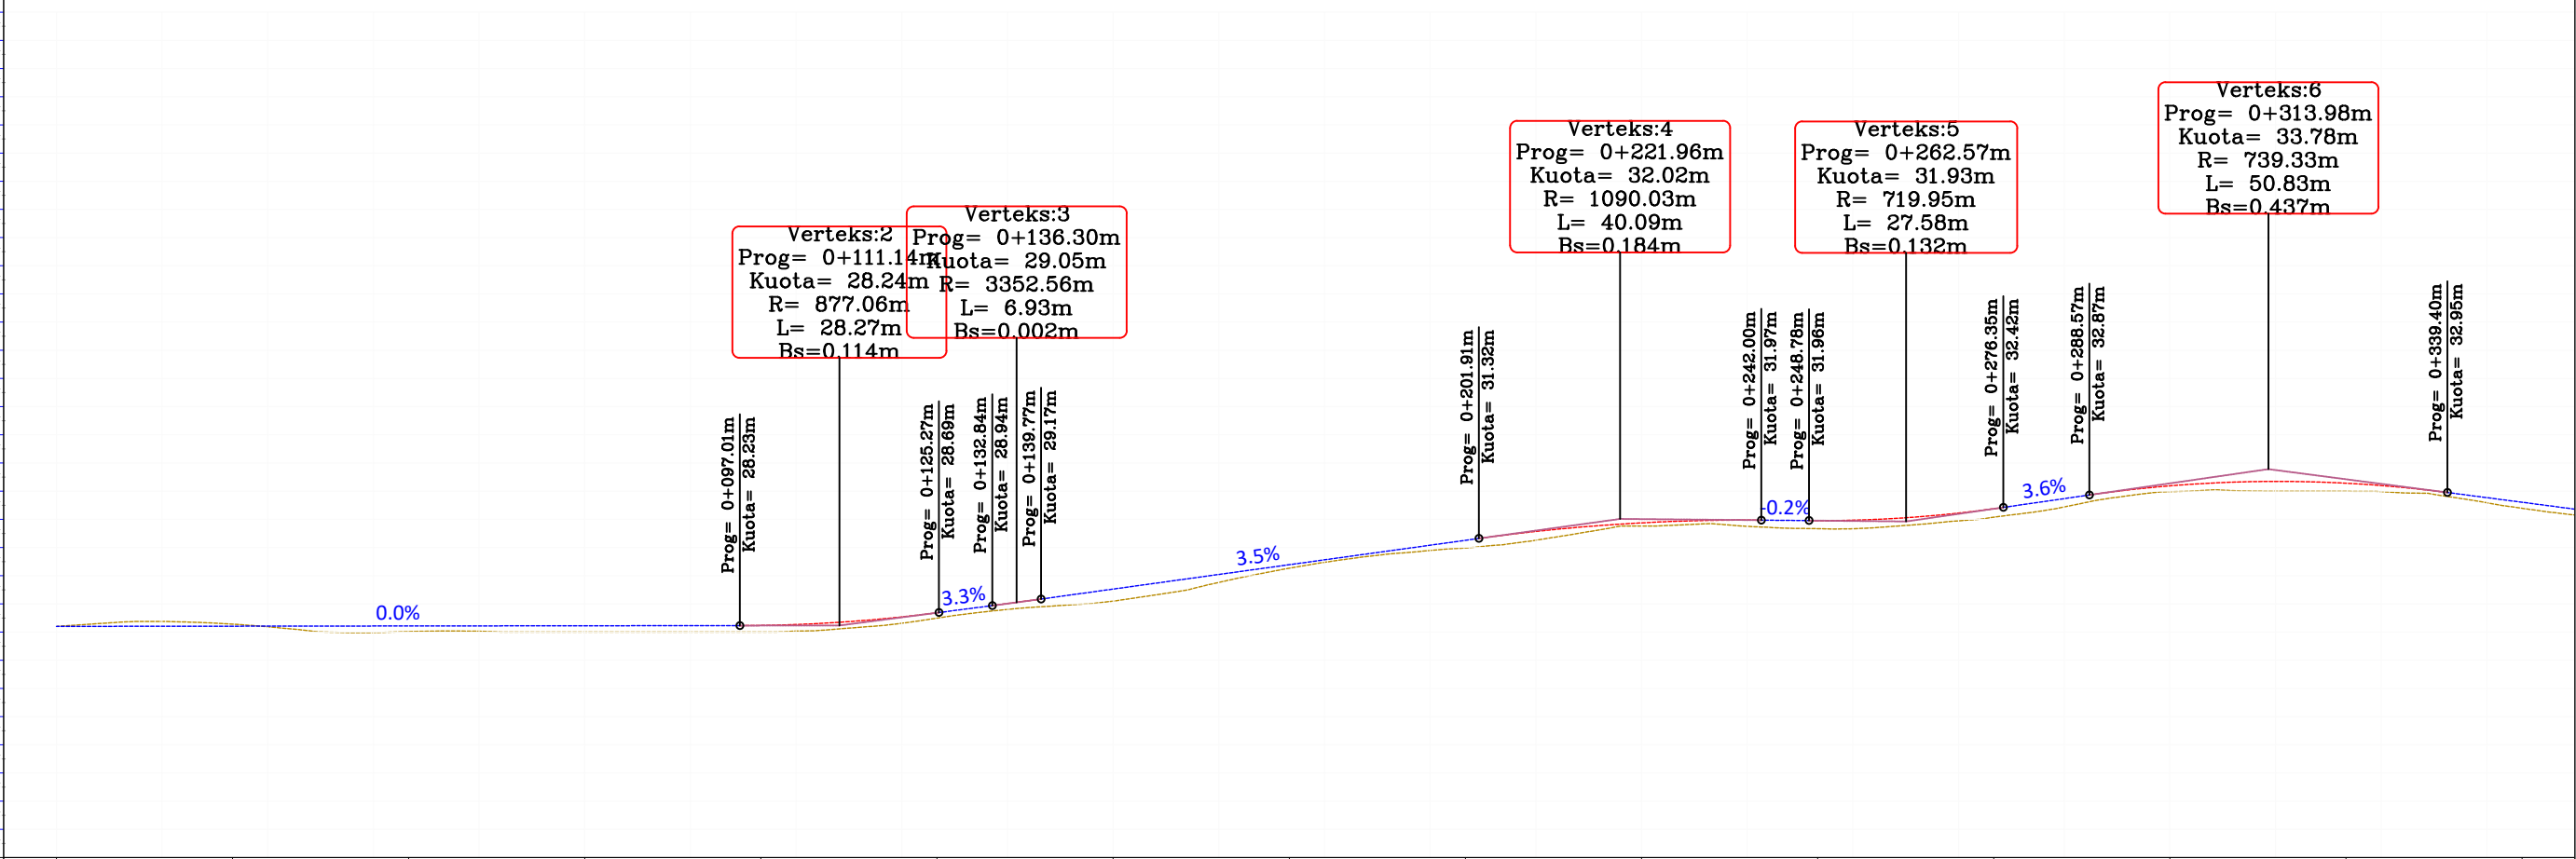 Verteks:2
Prog= 0+111.14m
Kuota= 28.24m
R= 877.06m
L= 28.27m
Bs=0.114m
Verteks:3
Prog= 0+136.30m
Kuota= 29.05m
R= 3352.56m
L= 6.93m
Bs=0.002m
Verteks:4
Prog= 0+221.96m
Kuota= 32.02m
R= 1090.03m
L= 40.09m
Bs=0.184m
Verteks:5
Prog= 0+262.57m
Kuota= 31.93m
R= 719.95m
L= 27.58m
Bs=0.132m
Verteks:6
Prog= 0+313.98m
Kuota= 33.78m
R= 739.33m
L= 50.83m
Bs=0.437m
Prog= 0+097.01m
Kuota= 28.23m
Prog= 0+125.27m
Kuota= 28.69m
Prog= 0+132.84m
Kuota= 28.94m
Prog= 0+139.77m
Kuota= 29.17m
Prog= 0+201.91m
Kuota= 31.32m
Prog= 0+242.00m
Kuota= 31.97m
Prog= 0+248.78m
Kuota= 31.96m
Prog= 0+276.35m
Kuota= 32.42m
Prog= 0+288.57m
Kuota= 32.87m
Prog= 0+339.40m
Kuota= 32.95m
0.0%
3.3%
3.5%
-0.2%
3.6%